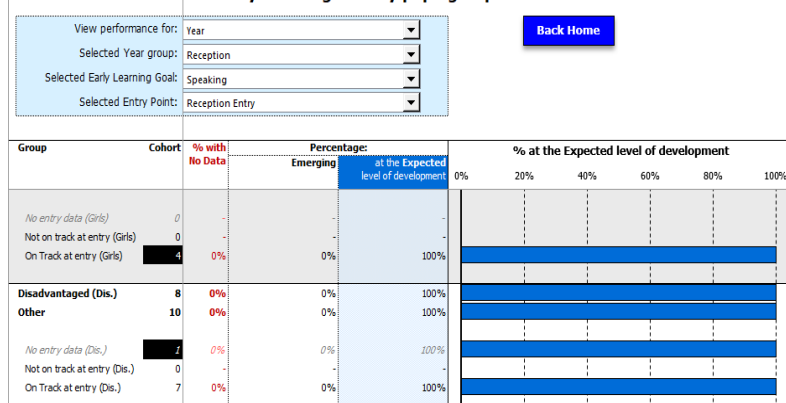 View performance for: Year
Back Home
Selected Year group: Reception
Selected Early Learning Goal: Speaking
Selected Entry Point: Reception Entry
Group Cohort % with No Data Percentage: % at the Expected level of development
Emerging at the Expected level of development 0% 20% 40% 60% 80% 100%
No entry data (Girls) 0 - - -
Not on track at entry (Girls) 0 - - -
On Track at entry (Girls) 4 0% 0% 100%
Disadvantaged (Dis.) 8 0% 0% 100%
Other 10 0% 0% 100%
No entry data (Dis.) 1 0% 0% 100%
Not on track at entry (Dis.) 0 - - -
On Track at entry (Dis.) 7 0% 0% 100%